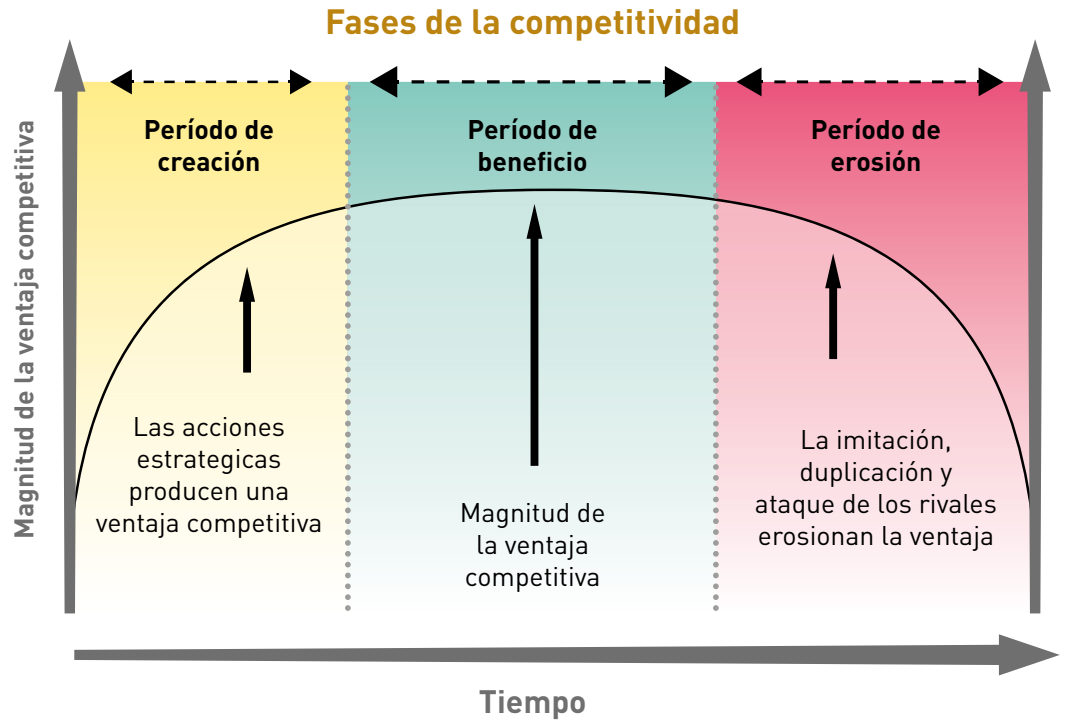 Fases de la competitividad
Período de
creación
Período de
beneficio
Período de
erosión
Magnitud de la ventaja competitiva
Las acciones
estrategicas
producen una
ventaja competitiva
Magnitud de
la ventaja
competitiva
La imitación,
duplicación y
ataque de los rivales
erosionan la ventaja
Tiempo